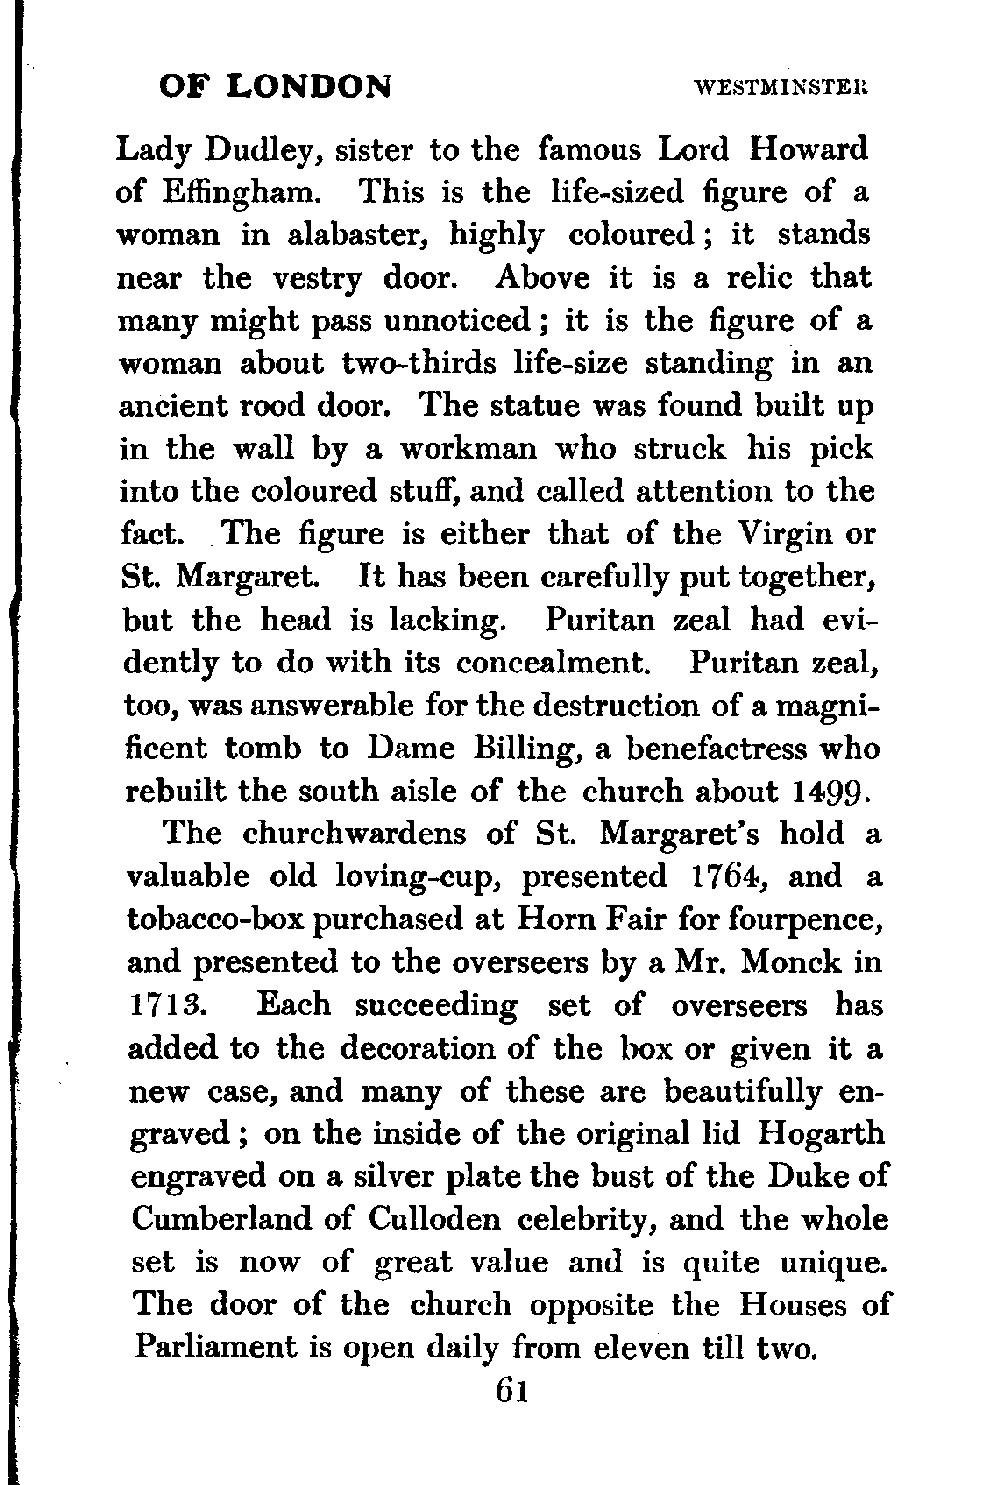 OF LONDON WESTMINSTER
Lady Dudley, sister to the famous Lord Howard
of Effingham. This is the life-sized figure of a
woman in alabaster, highly coloured; it stands
near the vestry door. Above it is a relic that
many might pass unnoticed; it is the figure of a
woman about two-thirds life-size standing in an
ancient rood door. The statue was found built up
in the wall by a workman who struck his pick
into the coloured stuff, and called attention to the
fact. The figure is either that of the Virgin or
St. Margaret. It has been carefully put together,
but the head is lacking. Puritan zeal had evi-
dently to do with its concealment. Puritan zeal,
too, was answerable for the destruction of a magni-
ficent tomb to Dame Billing, a benefactress who
rebuilt the south aisle of the church about 1499.
The churchwardens of St. Margaret's hold a
valuable old loving-cup, presented 1764, and a
tobacco-box purchased at Horn Fair for fourpence,
and presented to the overseers by a Mr. Monck in
1713. Each succeeding set of overseers has
added to the decoration of the box or given it a
new case, and many of these are beautifully en-
graved; on the inside of the original lid Hogarth
engraved on a silver plate the bust of the Duke of
Cumberland of Culloden celebrity, and the whole
set is now of great value and is quite unique.
The door of the church opposite the Houses of
Parliament is open daily from eleven till two.
61